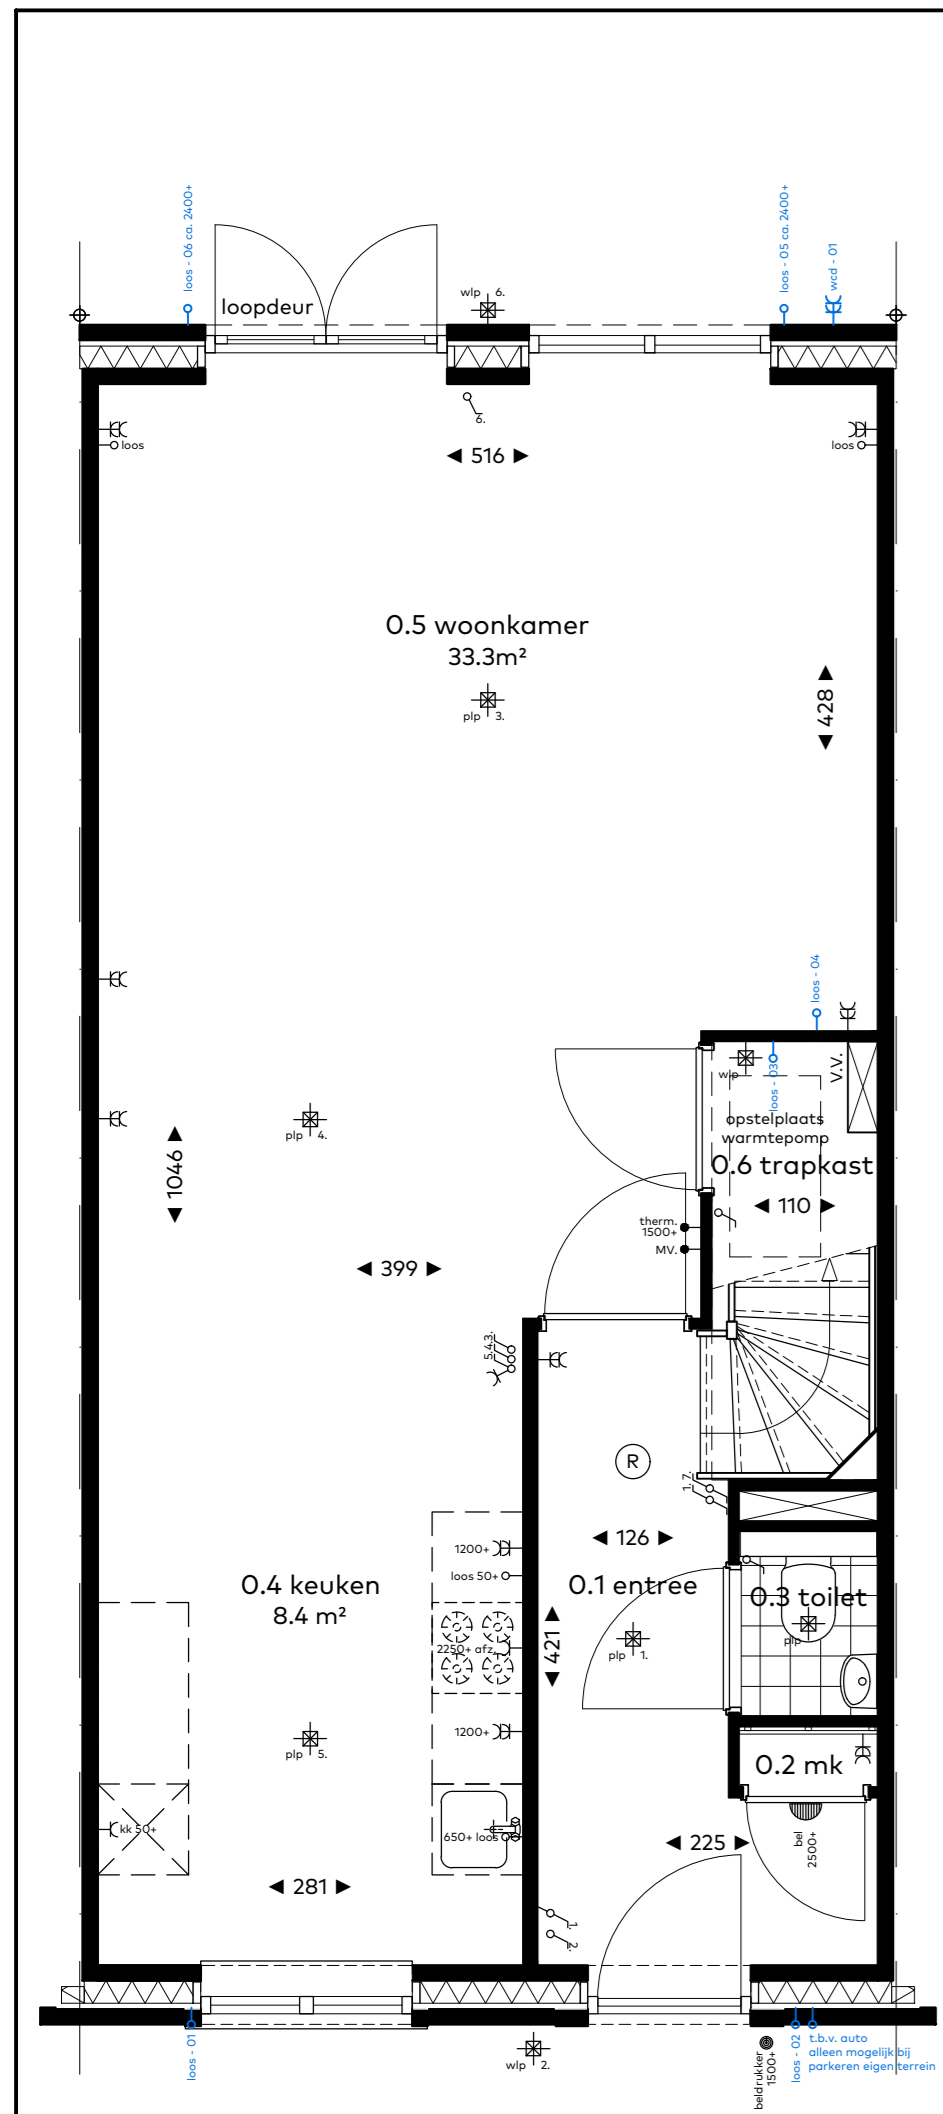 loos - 06 ca. 2400+
loos - 05 ca. 2400+
wcd - 01
loopdeur
wlp 6.
6.
loos
loos
516
0.5 woonkamer
33.3m²
plp 3.
428
loos - 04
wlp
loos - 03
V.V.
opstelplaats
warmtepomp
0.6 trapkast
110
plp 4.
1046
therm.
1500+
MV.
399
5.4.3.
R
1. 7.
126
1200+
loos 50+
0.4 keuken
8.4 m²
0.1 entree
0.3 toilet
plp
2250+ afz.
421
plp 1.
1200+
plp 5.
0.2 mk
kk 50+
650+ loos
bel
2500+
225
281
1.
2.
loos - 01
wlp 2.
beldrukker
1500+
loos - 02
t.b.v. auto
alleen mogelijk bij
parkeren eigen terrein